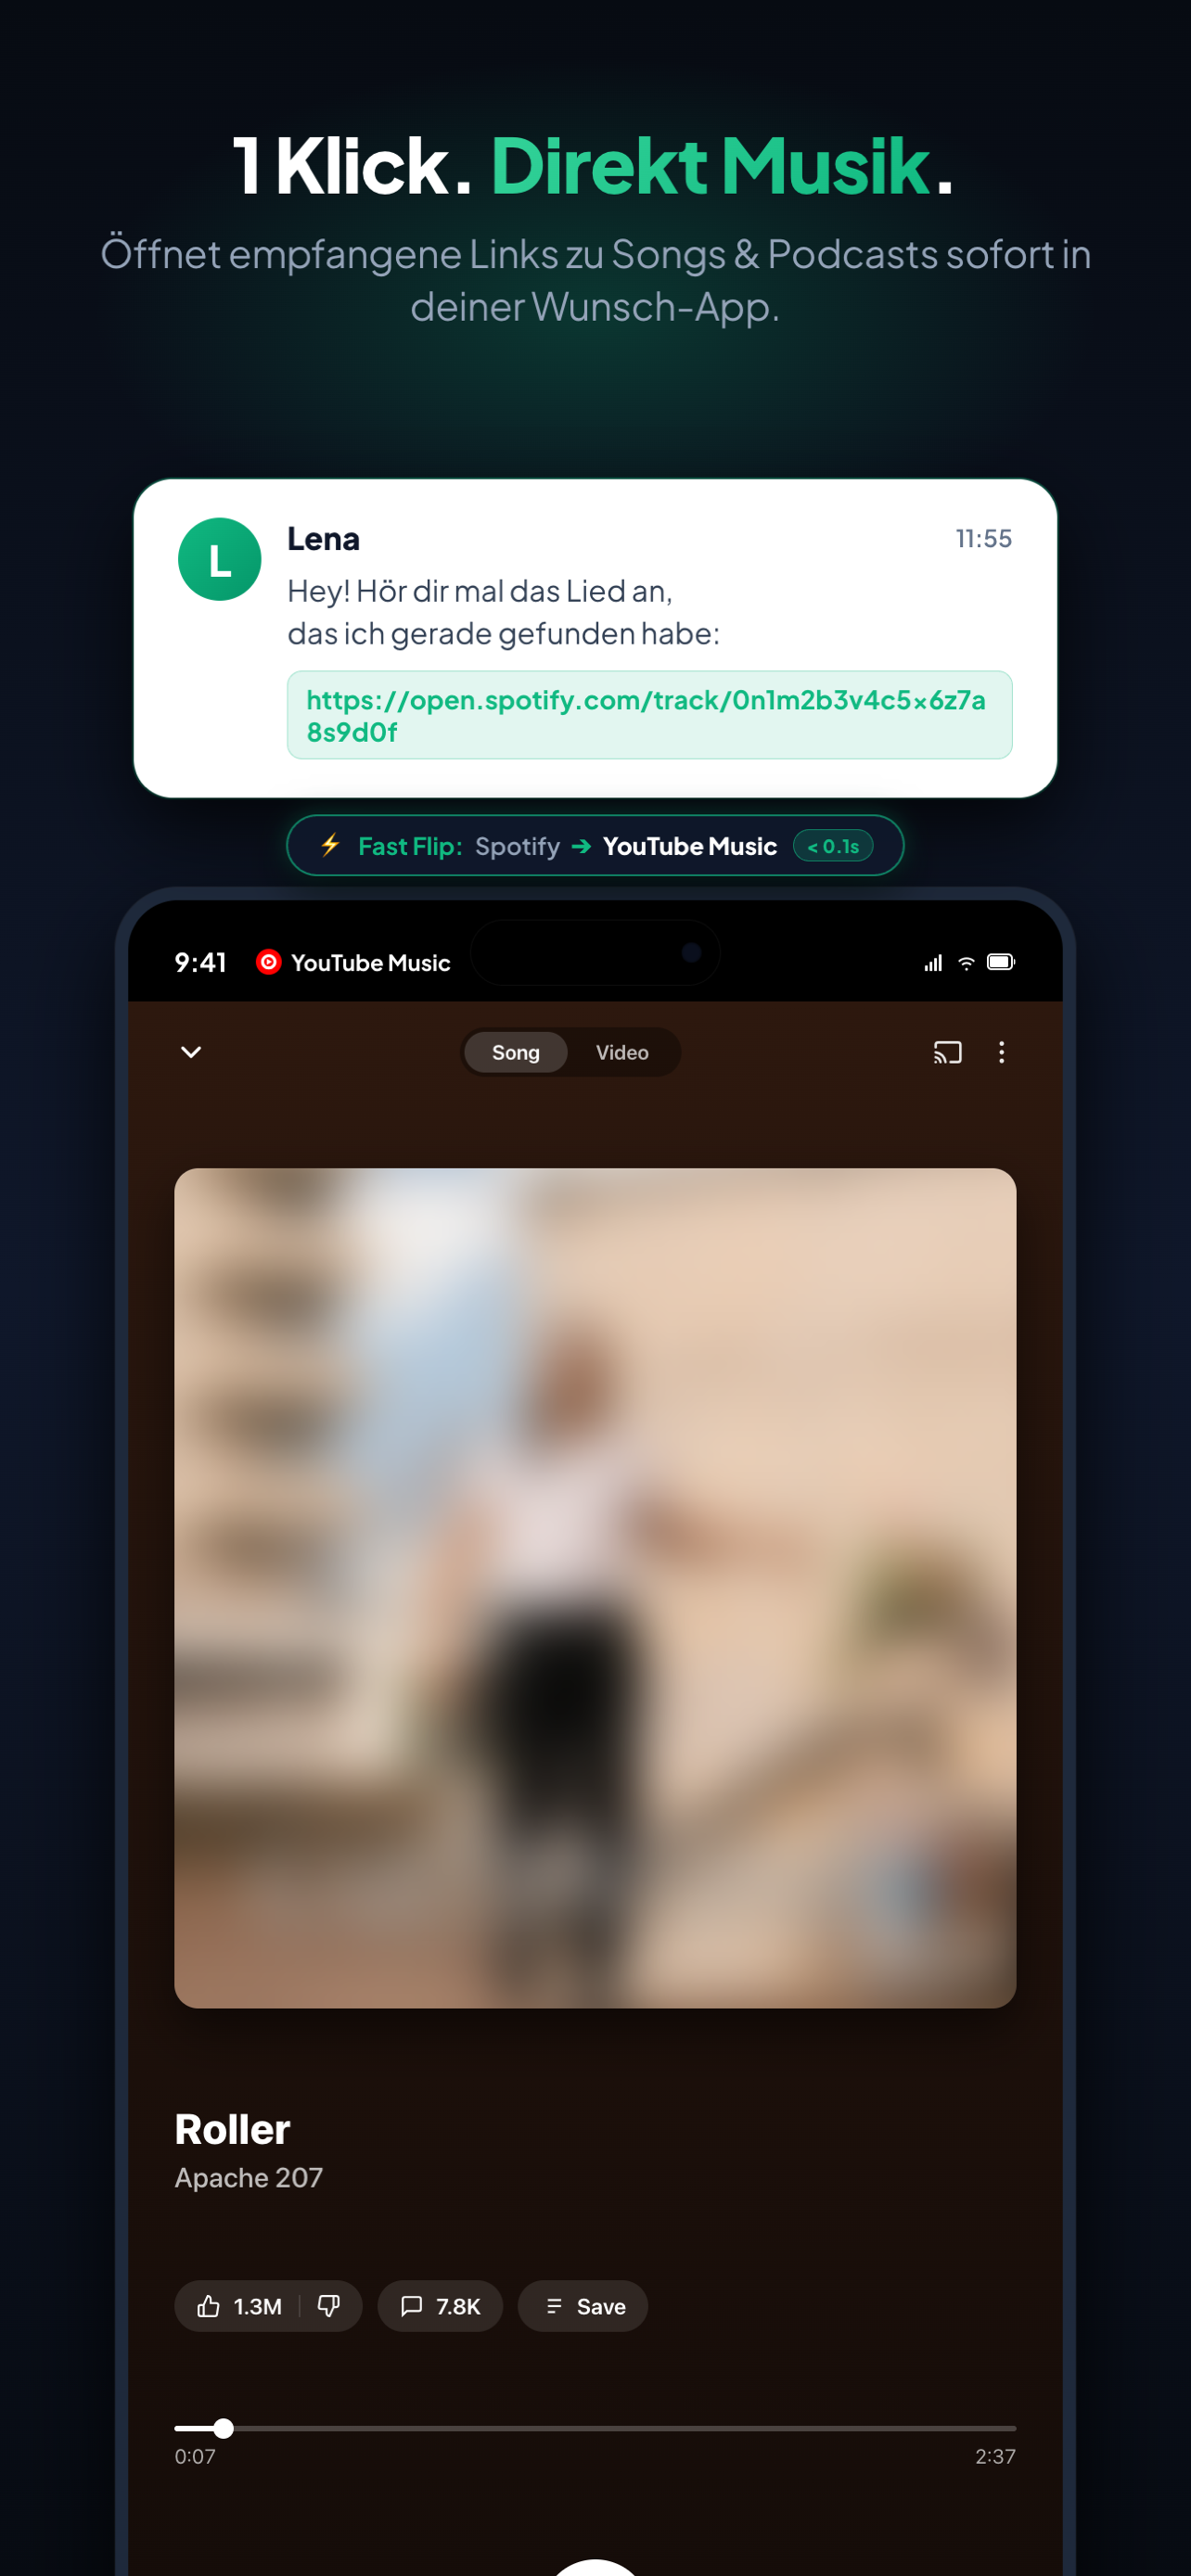 1 Klick. Direkt Musik.
Öffnet empfangene Links zu Songs & Podcasts sofort in
deiner Wunsch-App.
L
Lena
11:55
Hey! Hör dir mal das Lied an,
das ich gerade gefunden habe:
https://open.spotify.com/track/0n1m2b3v4c5×6z7a
8s9d0f
⚡ Fast Flip: Spotify ➔ YouTube Music < 0.1s
9:41 YouTube Music
Song Video
Roller
Apache 207
1.3M 7.8K Save
0:07 2:37